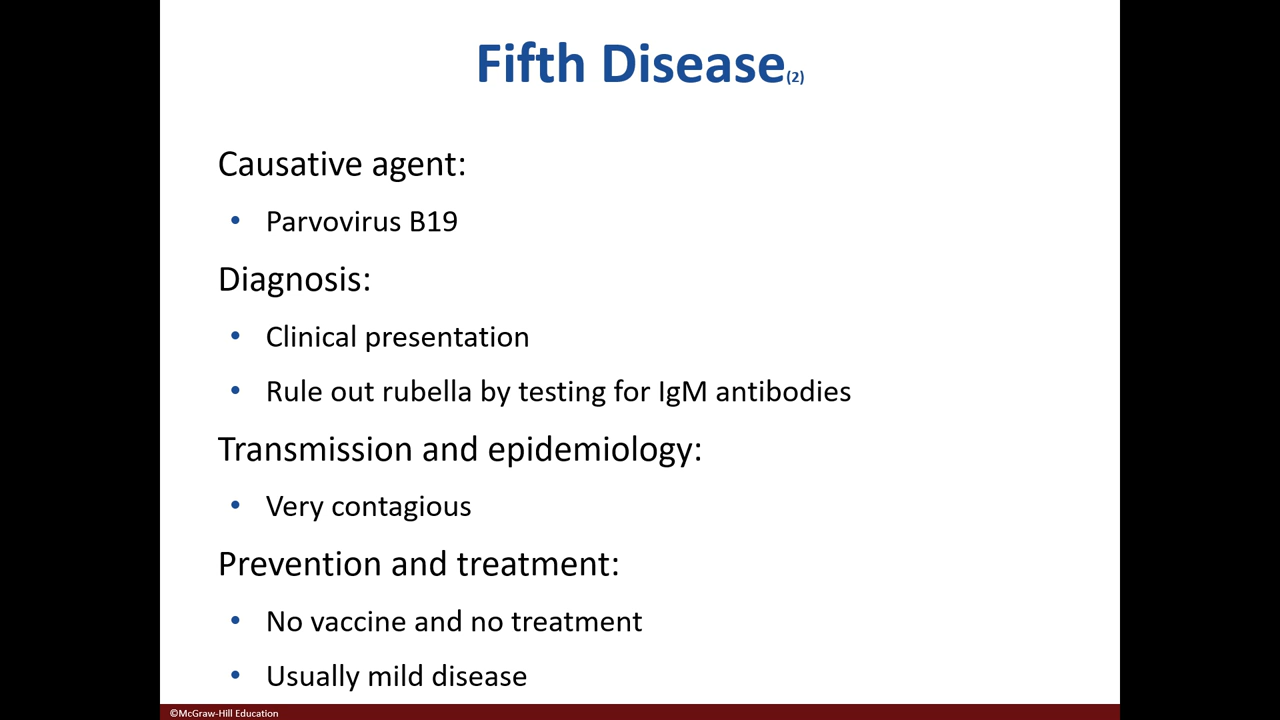 Fifth Disease(2)
Causative agent:
• Parvovirus B19
Diagnosis:
• Clinical presentation
• Rule out rubella by testing for IgM antibodies
Transmission and epidemiology:
• Very contagious
Prevention and treatment:
• No vaccine and no treatment
• Usually mild disease
©McGraw-Hill Education